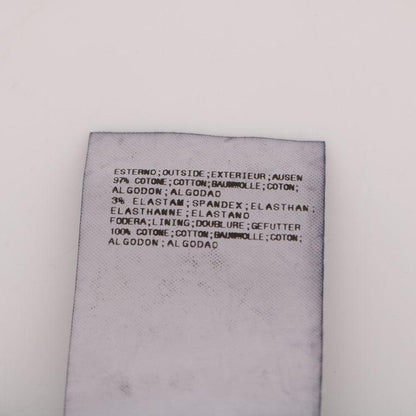 ESTERNO;OUTSIDE;EXTERIEUR;AUSEN
97% COTONE;COTTON;BAUMWOLLE;COTON;
ALGODON;ALGODAO
3% ELASTAM;SPANDEX;ELASTHAN;
ELASTHANNE;ELASTANO
FODERA;LINING;DOUBLURE;GEFUTTER
100% COTONE;COTTON;BAUMWOLLE;COTON;
ALGODON;ALGODAO